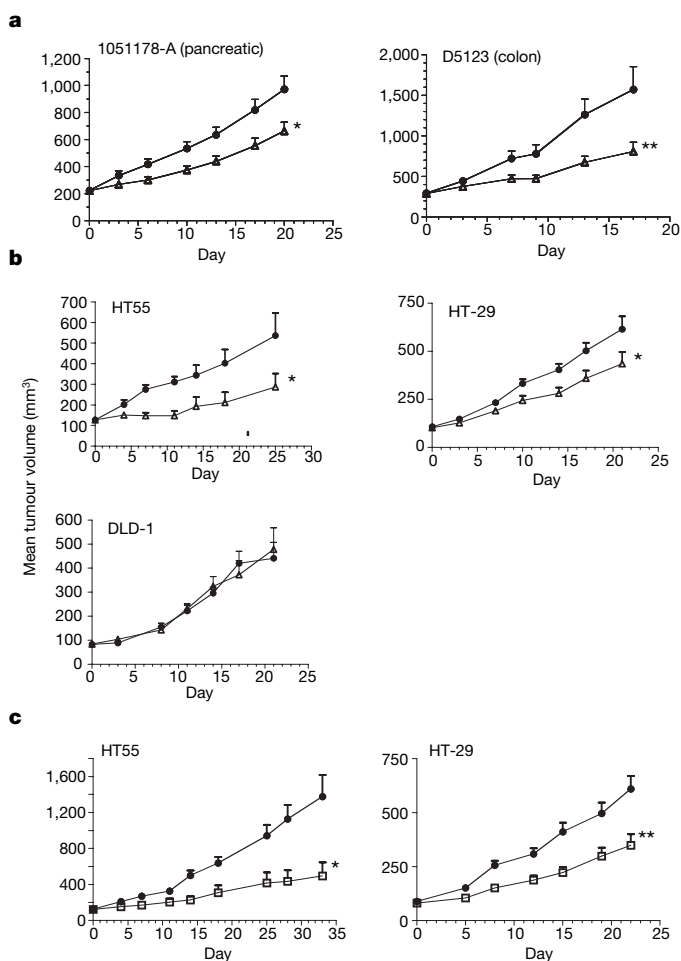 a
1051178-A (pancreatic)
1,200
1,000
800
600
400
200
0
0 5 10 15 20 25
Day
*
D5123 (colon)
2,000
1,500
1,000
500
0
0 5 10 15 20
Day
**
b
Mean tumour volume (mm³)
HT55
700
600
500
400
300
200
100
0
0 5 10 15 20 25 30
Day
*
HT-29
750
500
250
0
0 5 10 15 20 25
Day
*
DLD-1
600
500
400
300
200
100
0
0 5 10 15 20 25
Day
c
HT55
1,600
1,200
800
400
0
0 5 10 15 20 25 30 35
Day
*
HT-29
750
500
250
0
0 5 10 15 20 25
Day
**